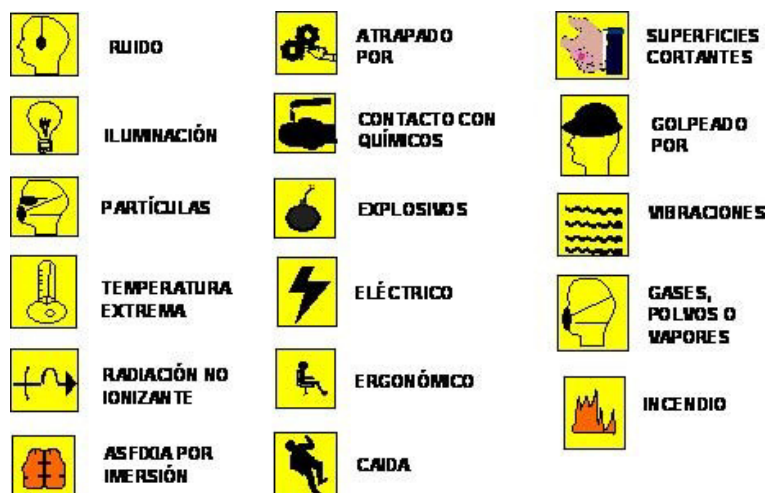 RUIDO
ILUMINACIÓN
PARTÍCULAS
TEMPERATURA
EXTREMA
RADIACIÓN NO
IONIZANTE
ASFIXIA POR
IMERSIÓN
ATRAPADO
POR
CONTACTO CON
QUÍMICOS
EXPLOSIVOS
ELÉCTRICO
ERGONÓMICO
CAIDA
SUPERFICIES
CORTANTES
GOLPEADO
POR
VIBRACIONES
GASES,
POLVOS O
VAPORES
INCENDIO